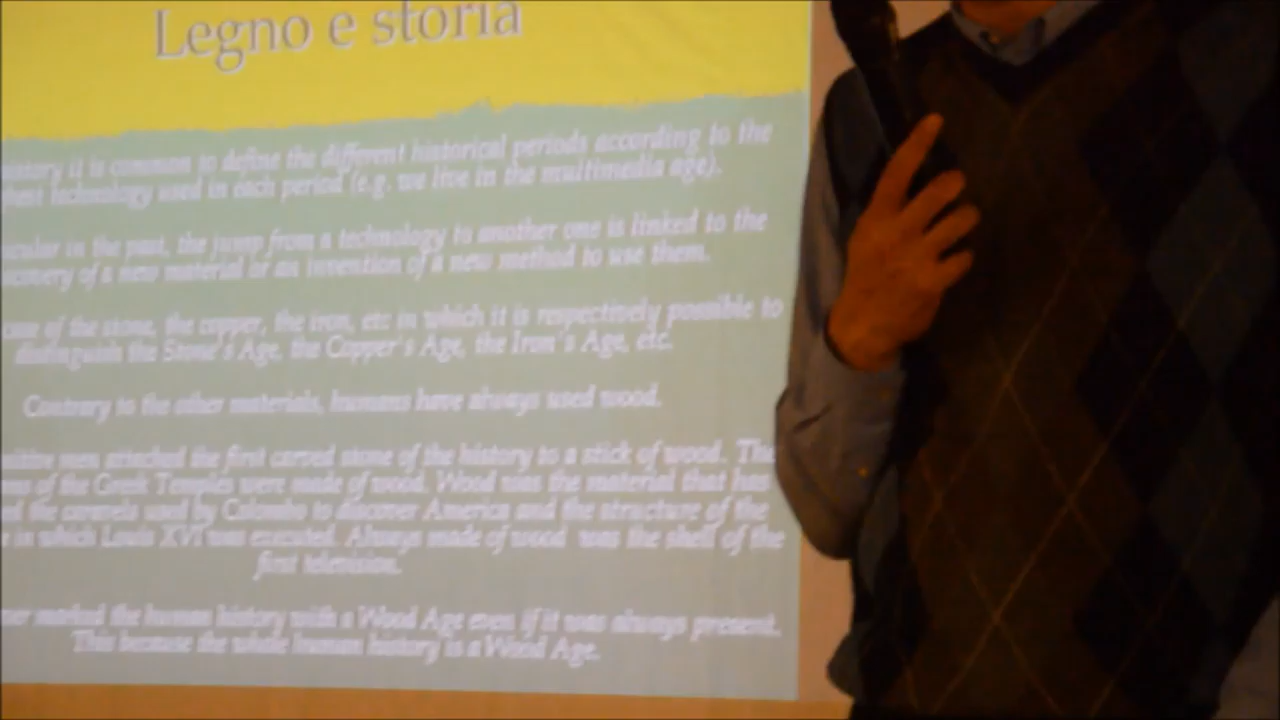 Legno e storia
history it is common to define the different historical periods according to the
technology used in each period (e.g. we live in the multimedia age).
in the past, the jump from a technology to another one is linked to the
of a new material or an invention of a new method to use them.
of the stone, the copper, the iron, etc in which it is respectively possible to
distinguish the Stone's Age, the Copper's Age, the Iron's Age, etc.
Contrary to the other materials, humans have always used wood.
men attached the first carved stone of the history to a stick of wood. The
of the Greek Temples were made of wood. Wood was the material that has
the caravels used by Colombo to discover America and the structure of the
in which Louis XVI was executed. Always made of wood was the shell of the
first television.
marked the human history with a Wood Age even if it was always present.
This because the whole human history is a Wood Age.